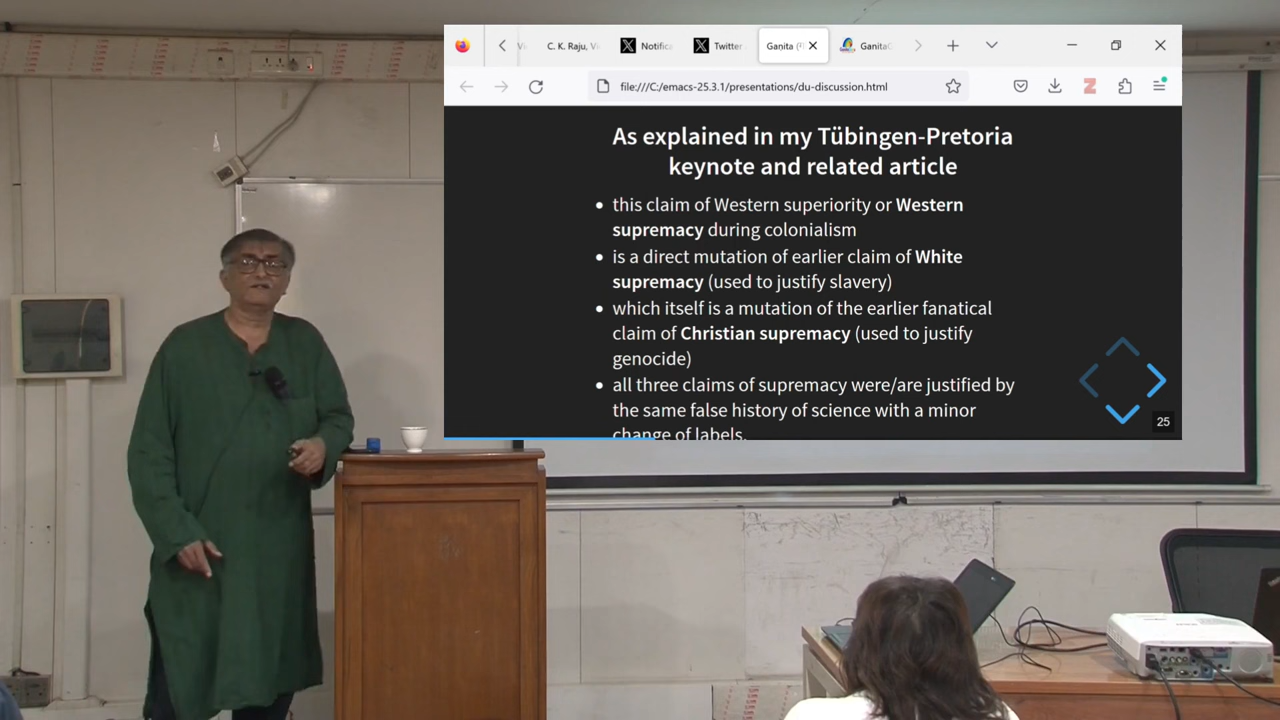 C. K. Raju, Vi
Notifica
Twitter
Gaṇita (
GanitaC
file:///C:/emacs-25.3.1/presentations/du-discussion.html
As explained in my Tübingen-Pretoria
keynote and related article
this claim of Western superiority or Western
supremacy during colonialism
is a direct mutation of earlier claim of White
supremacy (used to justify slavery)
which itself is a mutation of the earlier fanatical
claim of Christian supremacy (used to justify
genocide)
all three claims of supremacy were/are justified by
the same false history of science with a minor
change of labels.
25